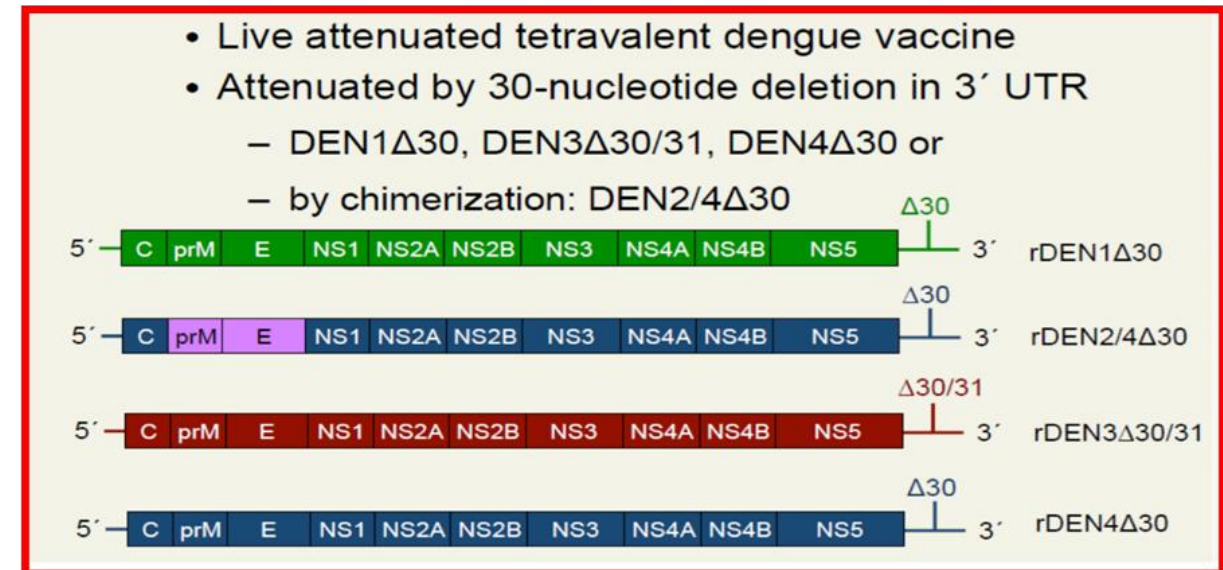 • Live attenuated tetravalent dengue vaccine
• Attenuated by 30-nucleotide deletion in 3´ UTR
– DEN1Δ30, DEN3Δ30/31, DEN4Δ30 or
– by chimerization: DEN2/4Δ30
Δ30
5´ C prM E NS1 NS2A NS2B NS3 NS4A NS4B NS5 3´ rDEN1Δ30
Δ30
5´ C prM E NS1 NS2A NS2B NS3 NS4A NS4B NS5 3´ rDEN2/4Δ30
Δ30/31
5´ C prM E NS1 NS2A NS2B NS3 NS4A NS4B NS5 3´ rDEN3Δ30/31
Δ30
5´ C prM E NS1 NS2A NS2B NS3 NS4A NS4B NS5 3´ rDEN4Δ30